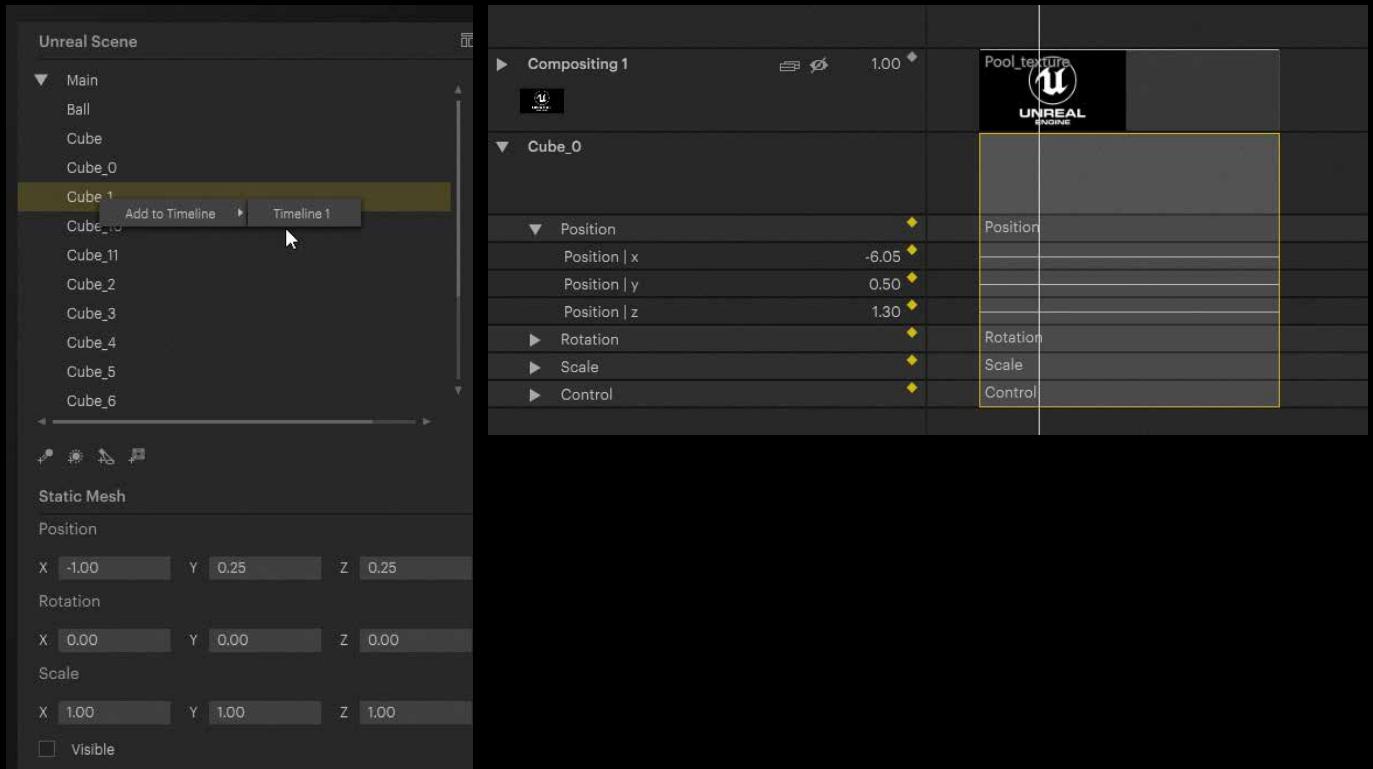 Unreal Scene
Main
Ball
Cube
Cube_0
Cube_1
Add to Timeline
Timeline 1
Cube_10
Cube_11
Cube_2
Cube_3
Cube_4
Cube_5
Cube_6
Static Mesh
Position
X -1.00 Y 0.25 Z 0.25
Rotation
X 0.00 Y 0.00 Z 0.00
Scale
X 1.00 Y 1.00 Z 1.00
Visible
Compositing 1 1.00
Pool_texture
UNREAL
ENGINE
Cube_0
Position
Position
Position | x -6.05
Position | y 0.50
Position | z 1.30
Rotation
Rotation
Scale
Scale
Control
Control